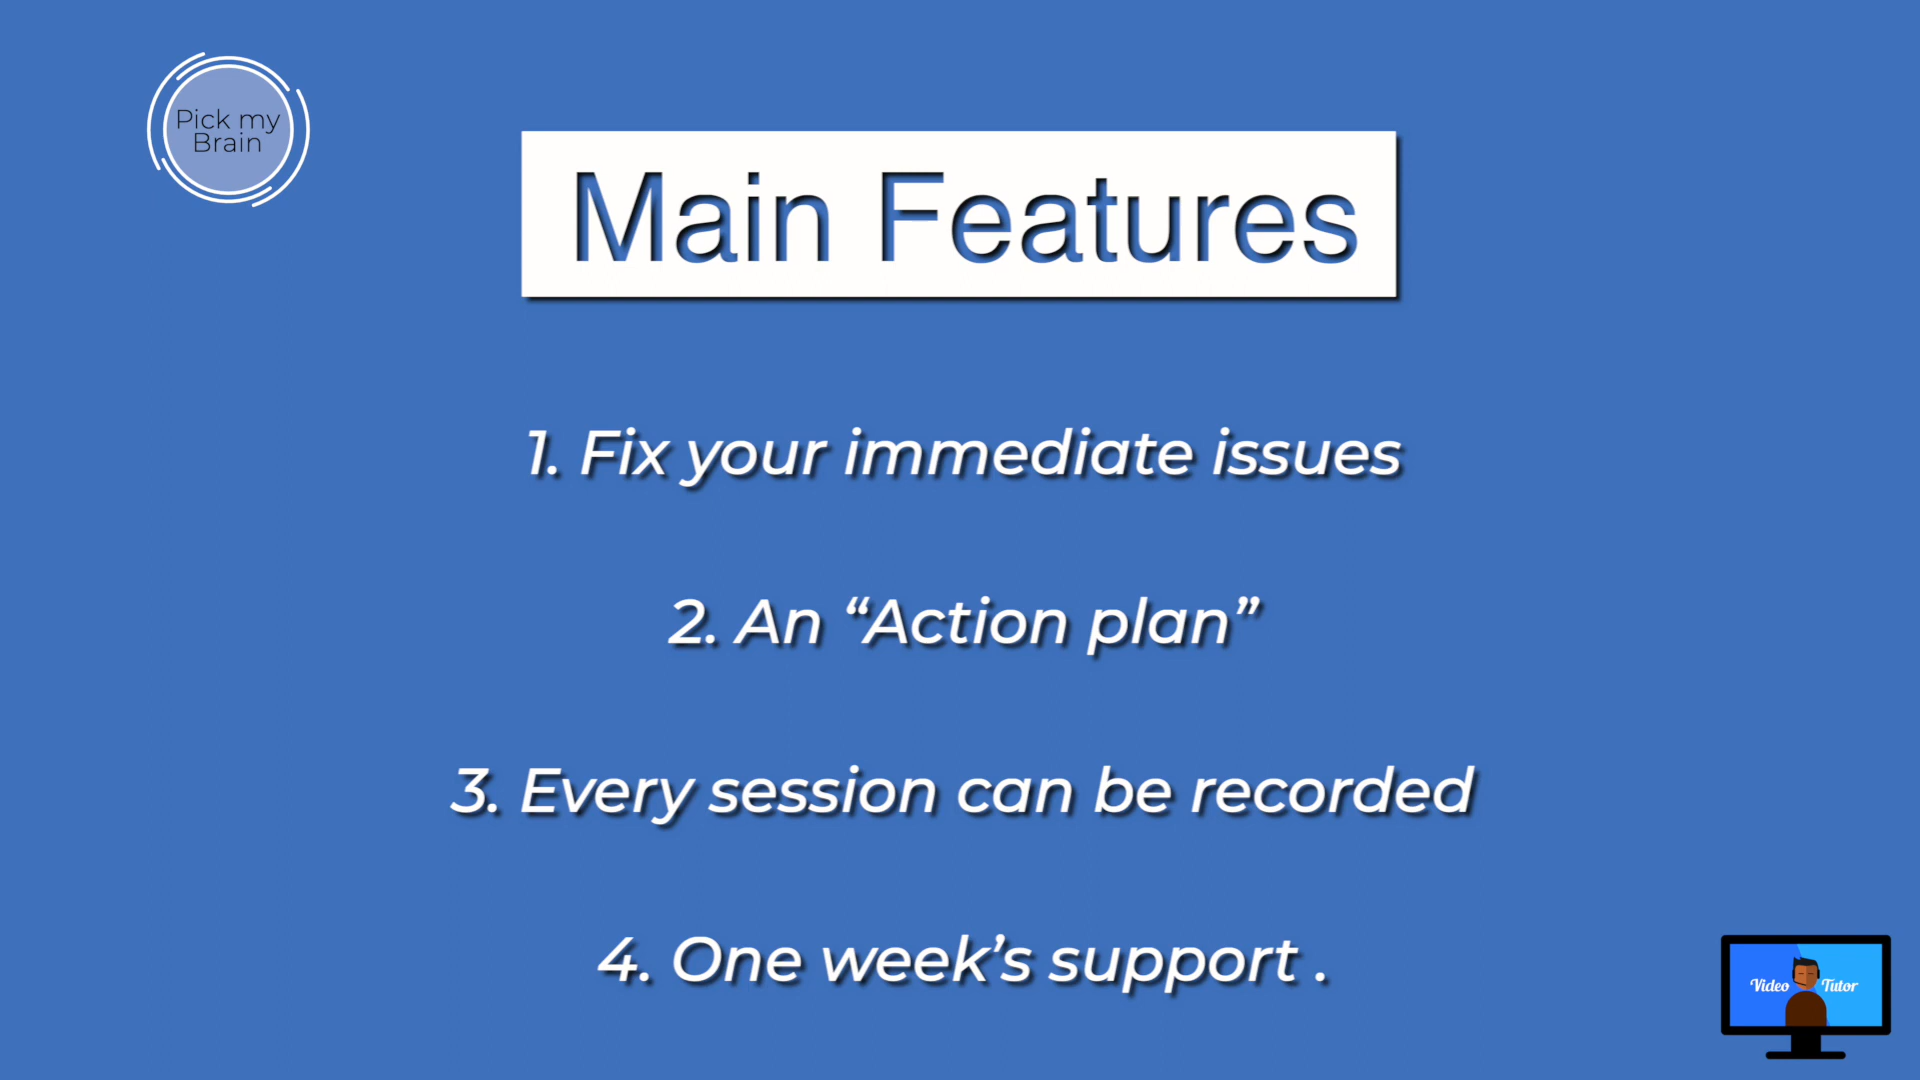 Pick my
Brain
Main Features
1. Fix your immediate issues
2. An “Action plan”
3. Every session can be recorded
4. One week’s support .
Video Tutor